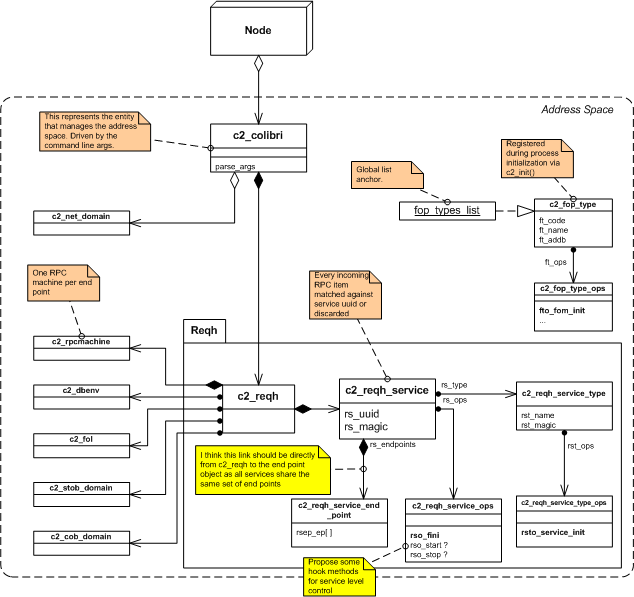 Node
Address Space
This represents the entity
that manages the address
space. Driven by the
command line args.
c2_colibri
parse_args
Registered
during process
initialization via
c2_init()
Global list
anchor.
fop_types_list
c2_fop_type
ft_code
ft_name
ft_addb
c2_net_domain
ft_ops
c2_fop_type_ops
fto_fom_init
...
One RPC
machine per end
point
Every incoming
RPC item
matched against
service uuid or
discarded
Reqh
c2_rpcmachine
c2_dbenv
c2_fol
c2_stob_domain
c2_cob_domain
c2_reqh
c2_reqh_service
rs_uuid
rs_magic
rs_type
rs_ops
rs_endpoints
c2_reqh_service_type
rst_name
rst_magic
rst_ops
I think this link should be directly
from c2_reqh to the end point
object as all services share the
same set of end points
c2_reqh_service_end
_point
rsep_ep[ ]
c2_reqh_service_ops
rso_fini
rso_start ?
rso_stop ?
c2_reqh_service_type_ops
rsto_service_init
Propose some
hook methods
for service level
control